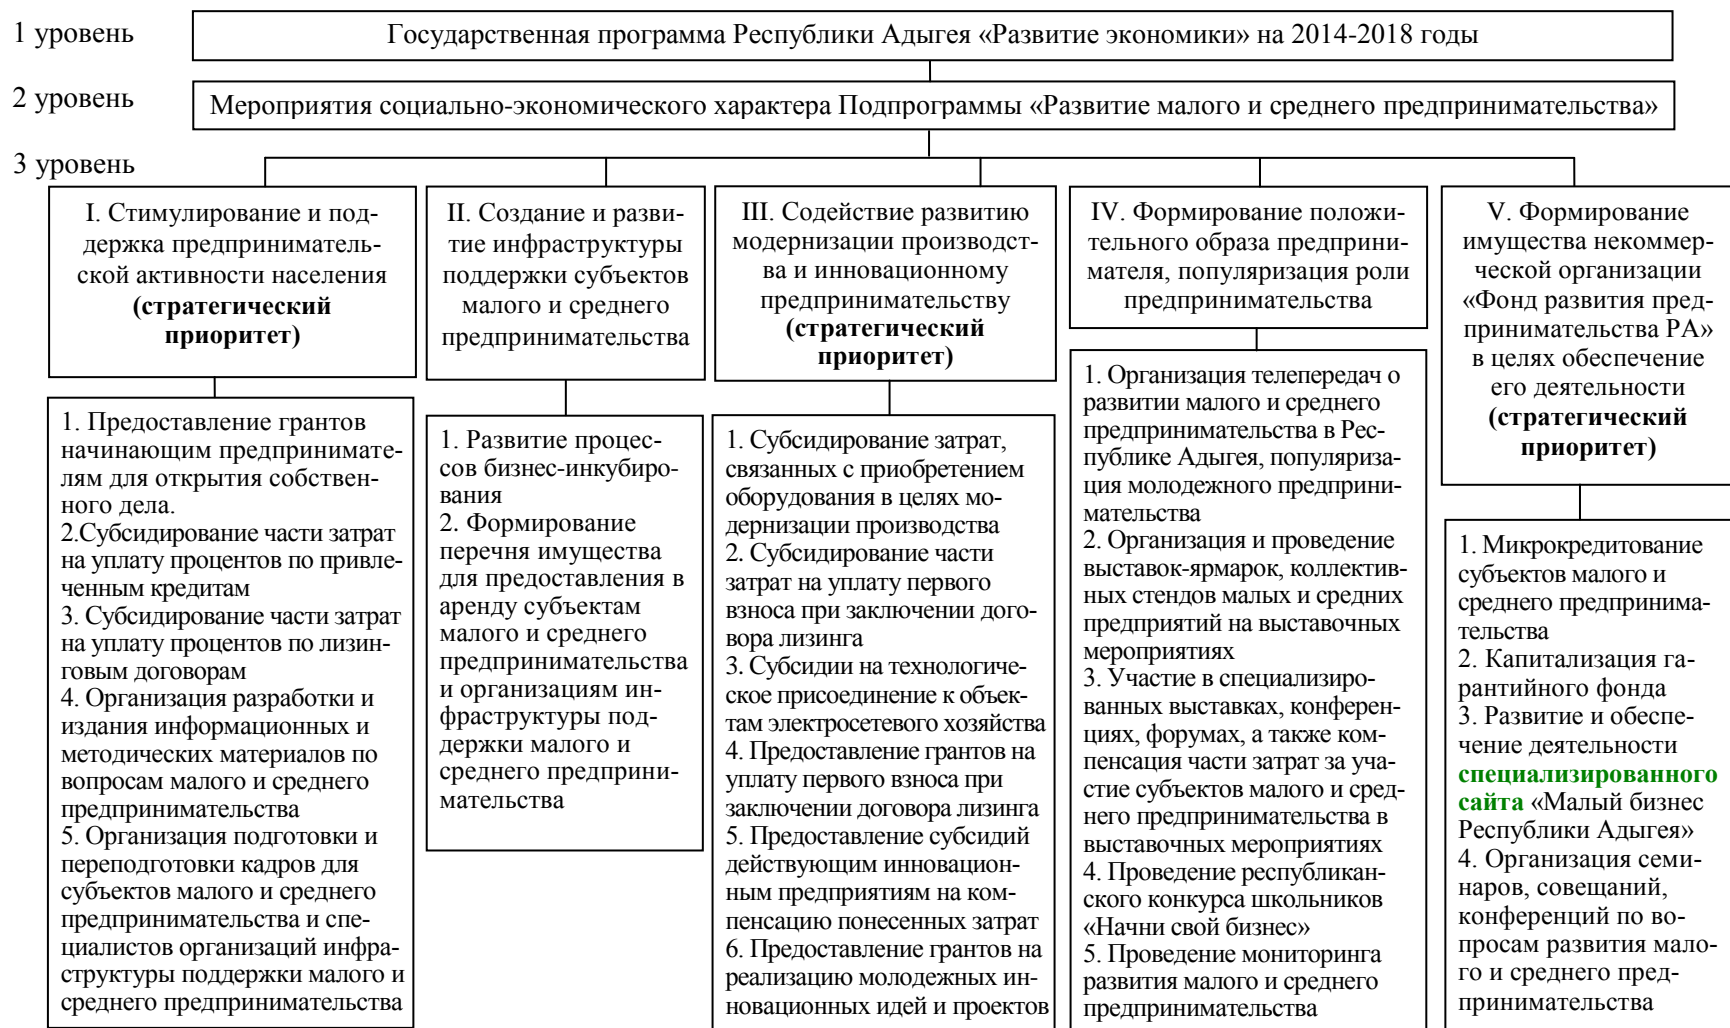 1 уровень
Государственная программа Республики Адыгея «Развитие экономики» на 2014-2018 годы
2 уровень
Мероприятия социально-экономического характера Подпрограммы «Развитие малого и среднего предпринимательства»
3 уровень
I. Стимулирование и под-
держка предприниматель-
ской активности населения
(стратегический
приоритет)
1. Предоставление грантов
начинающим предпринимате-
лям для открытия собствен-
ного дела.
2.Субсидирование части затрат
на уплату процентов по привле-
ченным кредитам
3. Субсидирование части затрат
на уплату процентов по лизин-
говым договорам
4. Организация разработки и
издания информационных и
методических материалов по
вопросам малого и среднего
предпринимательства
5. Организация подготовки и
переподготовки кадров для
субъектов малого и среднего
предпринимательства и спе-
циалистов организаций инфра-
структуры поддержки малого и
среднего предпринимательства
II. Создание и разви-
тие инфраструктуры
поддержки субъектов
малого и среднего
предпринимательства
1. Развитие процес-
сов бизнес-инкубиро-
вания
2. Формирование
перечня имущества
для предоставления в
аренду субъектам
малого и среднего
предпринимательства
и организациям ин-
фраструктуры под-
держки малого и
среднего предприни-
мательства
III. Содействие развитию
модернизации производст-
ва и инновационному
предпринимательству
(стратегический
приоритет)
1. Субсидирование затрат,
связанных с приобретением
оборудования в целях мо-
дернизации производства
2. Субсидирование части
затрат на уплату первого
взноса при заключении дого-
вора лизинга
3. Субсидии на технологиче-
ское присоединение к объек-
там электросетевого хозяйства
4. Предоставление грантов на
уплату первого взноса при
заключении договора лизинга
5. Предоставление субсидий
действующим инновацион-
ным предприятиям на ком-
пенсацию понесенных затрат
6. Предоставление грантов на
реализацию молодежных ин-
новационных идей и проектов
IV. Формирование положи-
тельного образа предприни-
мателя, популяризация роли
предпринимательства
1. Организация телепередач о
развитии малого и среднего
предпринимательства в Рес-
публике Адыгея, популяриза-
ция молодежного предприни-
мательства
2. Организация и проведение
выставок-ярмарок, коллектив-
ных стендов малых и средних
предприятий на выставочных
мероприятиях
3. Участие в специализиро-
ванных выставках, конферен-
циях, форумах, а также ком-
пенсация части затрат за уча-
стие субъектов малого и сред-
него предпринимательства в
выставочных мероприятиях
4. Проведение республикан-
ского конкурса школьников
«Начни свой бизнес»
5. Проведение мониторинга
развития малого и среднего
предпринимательства
V. Формирование
имущества некоммер-
ческой организации
«Фонд развития пред-
принимательства РА»
в целях обеспечение
его деятельности
(стратегический
приоритет)
1. Микрокредитование
субъектов малого и
среднего предпринима-
тельства
2. Капитализация га-
рантийного фонда
3. Развитие и обеспе-
чение деятельности
специализированного
сайта «Малый бизнес
Республики Адыгея»
4. Организация семи-
наров, совещаний,
конференций по во-
просам развития мало-
го и среднего пред-
принимательства